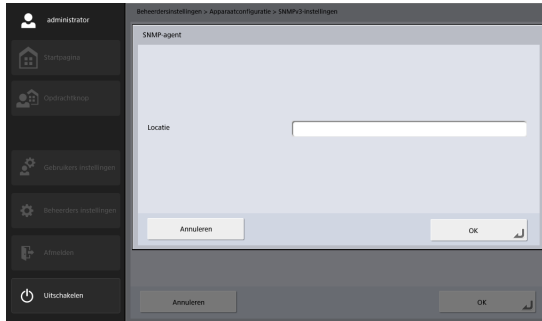 administrator
Beheerdersinstellingen > Apparaatconfiguratie > SNMPv3-instellingen
SNMP-agent
Startpagina
Opdrachtknop
Locatie
Gebruikers instellingen
Beheerders instellingen
Annuleren
OK
Afmelden
Uitschakelen
Annuleren
OK